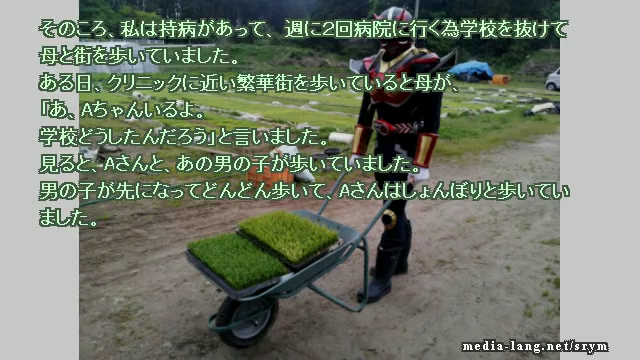 そのころ、私は持病があって、 週に2回病院に行く為学校を抜けて
母と街を歩いていました。
ある日、クリニックに近い繁華街を歩いていると母が、
「あ、Aちゃんいるよ。
学校どうしたんだろう」と言いました。
見ると、Aさんと、あの男の子が歩いていました。
男の子が先になってどんどん歩いて、Aさんはしょんぼりと歩いてい
ました。
media-lang.net/srym